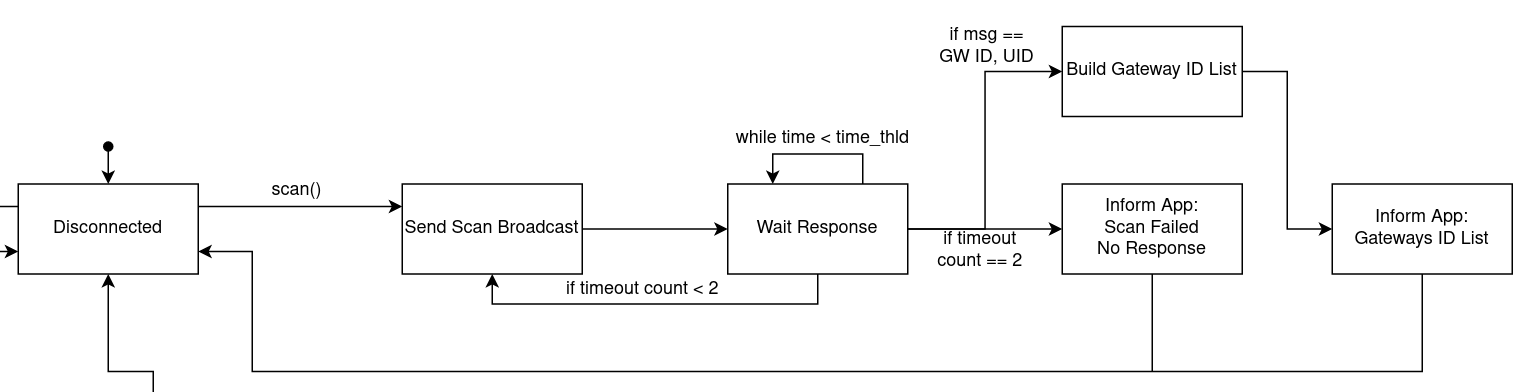 if msg ==
GW ID, UID
Build Gateway ID List
while time < time_thld
scan()
Disconnected
Send Scan Broadcast
Wait Response
if timeout
count == 2
Inform App:
Scan Failed
No Response
Inform App:
Gateways ID List
if timeout count < 2